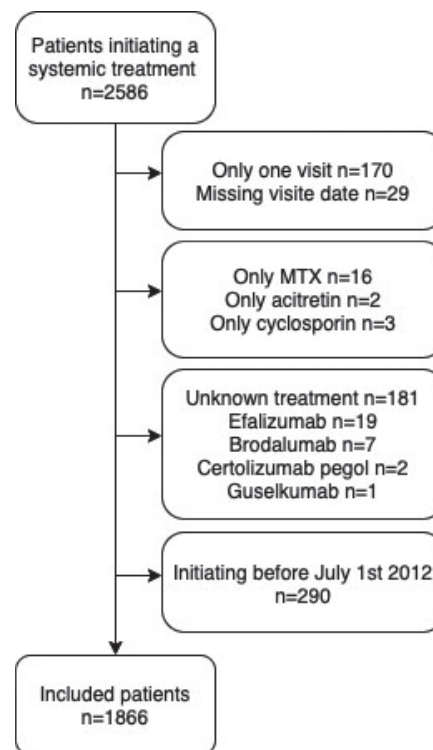 Patients initiating a
systemic treatment
n=2586
Only one visit n=170
Missing visite date n=29
Only MTX n=16
Only acitretin n=2
Only cyclosporin n=3
Unknown treatment n=181
Efalizumab n=19
Brodalumab n=7
Certolizumab pegol n=2
Guselkumab n=1
Initiating before July 1st 2012
n=290
Included patients
n=1866